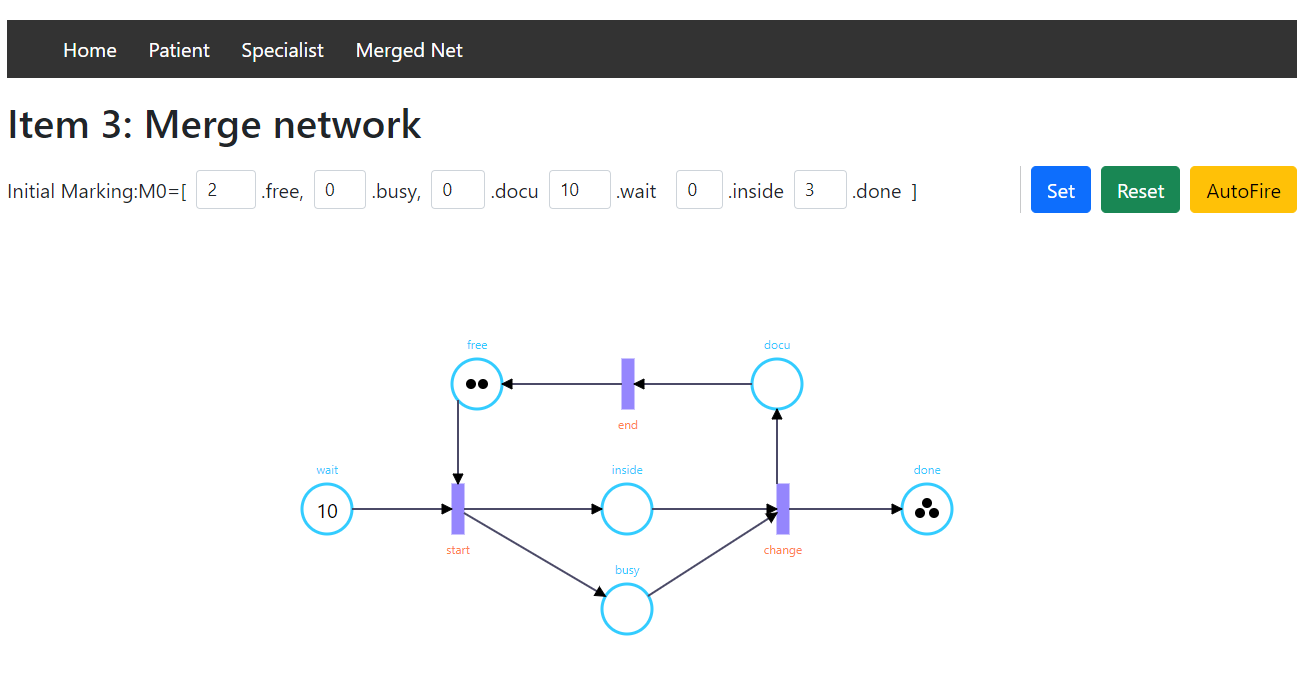 Home Patient Specialist Merged Net
Item 3: Merge network
Initial Marking:M0=[ 2 .free, 0 .busy, 0 .docu 10 .wait 0 .inside 3 .done ] Set Reset AutoFire
free docu
end
wait inside done
10
start change
busy